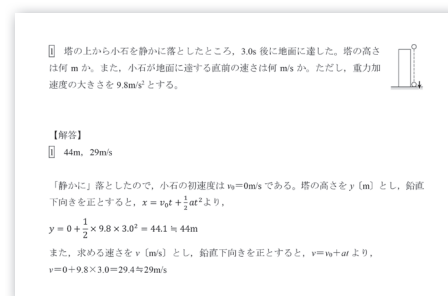 1 塔の上から小石を静かに落としたところ，3.0s 後に地面に達した。塔の高さ
は何 m か。また，小石が地面に達する直前の速さは何 m/s か。ただし，重力加
速度の大きさを 9.8m/s²とする。
【解答】
1 44m，29m/s
「静かに」落としたので，小石の初速度は v₀=0m/s である。塔の高さを y〔m〕とし，鉛直
下向きを正とすると，x = v₀t + 1/2 at²より，
y = 0 + 1/2 × 9.8 × 3.0² = 44.1 ≒ 44m
また，求める速さを v〔m/s〕とし，鉛直下向きを正とすると，v=v₀+at より，
v=0+9.8×3.0=29.4≒29m/s